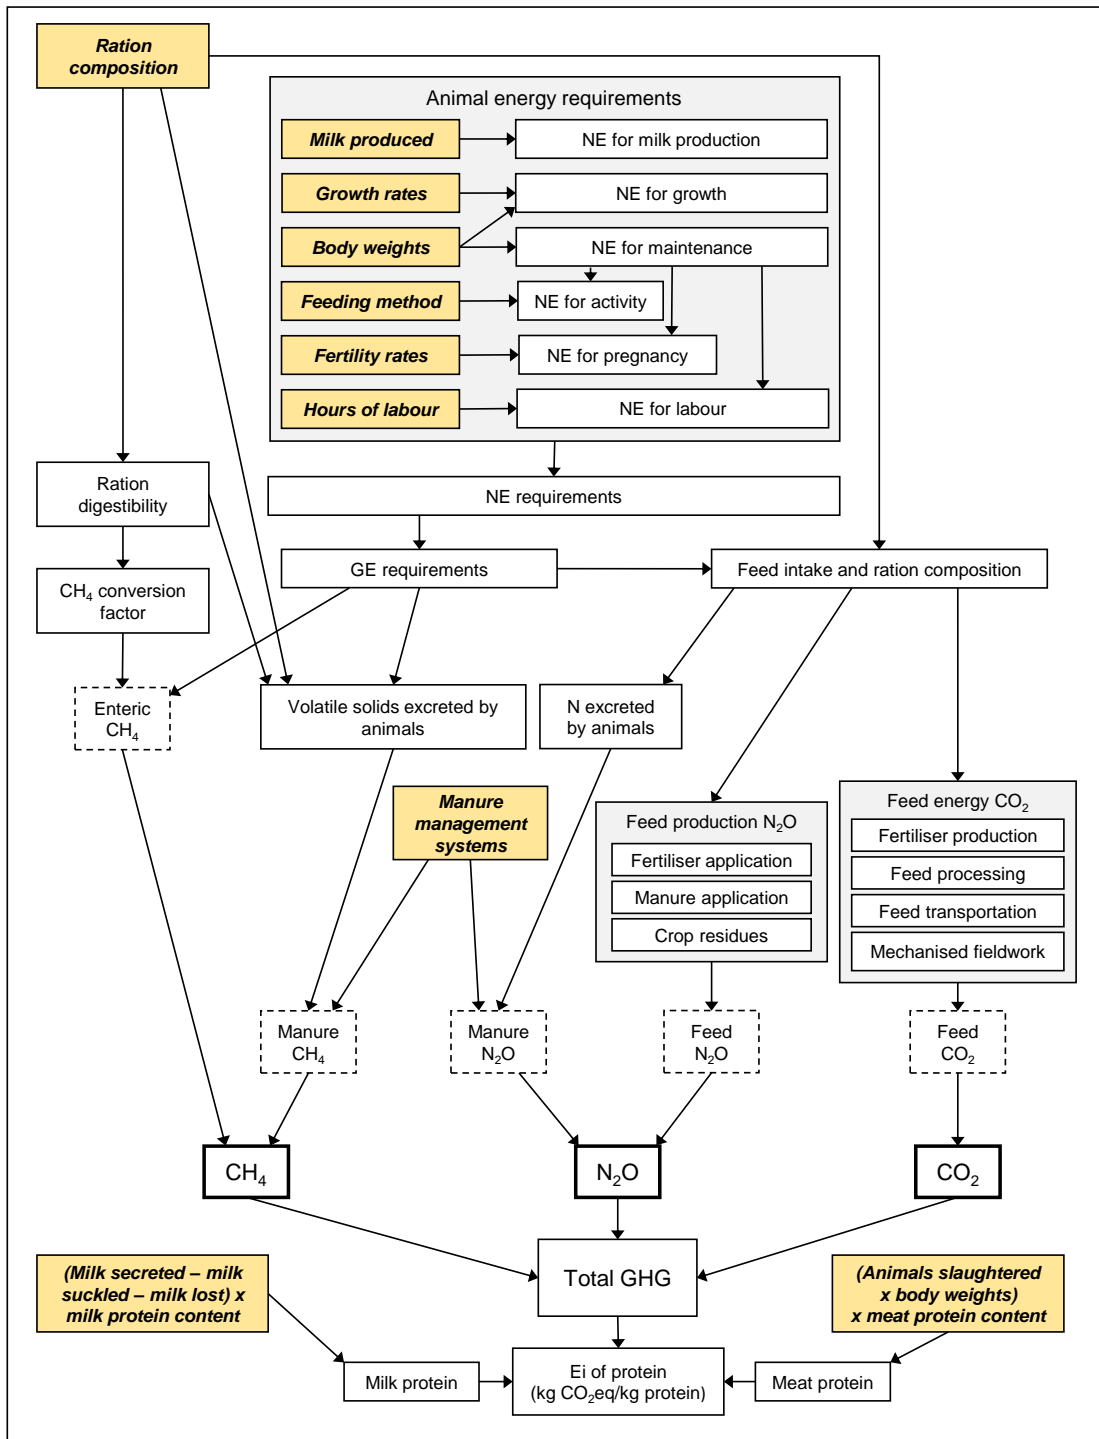 Ration
composition
Animal energy requirements
Milk produced
NE for milk production
Growth rates
NE for growth
Body weights
NE for maintenance
Feeding method
NE for activity
Fertility rates
NE for pregnancy
Hours of labour
NE for labour
Ration
digestibility
NE requirements
GE requirements
Feed intake and ration composition
CH₄ conversion
factor
Enteric
CH₄
Volatile solids excreted by
animals
N excreted
by animals
Manure
management
systems
Feed production N₂O
Fertiliser application
Manure application
Crop residues
Feed energy CO₂
Fertiliser production
Feed processing
Feed transportation
Mechanised fieldwork
Manure
CH₄
Manure
N₂O
Feed
N₂O
Feed
CO₂
CH₄
N₂O
CO₂
Total GHG
(Milk secreted – milk
suckled – milk lost) x
milk protein content
(Animals slaughtered
x body weights)
x meat protein content
Milk protein
Ei of protein
(kg CO₂eq/kg protein)
Meat protein